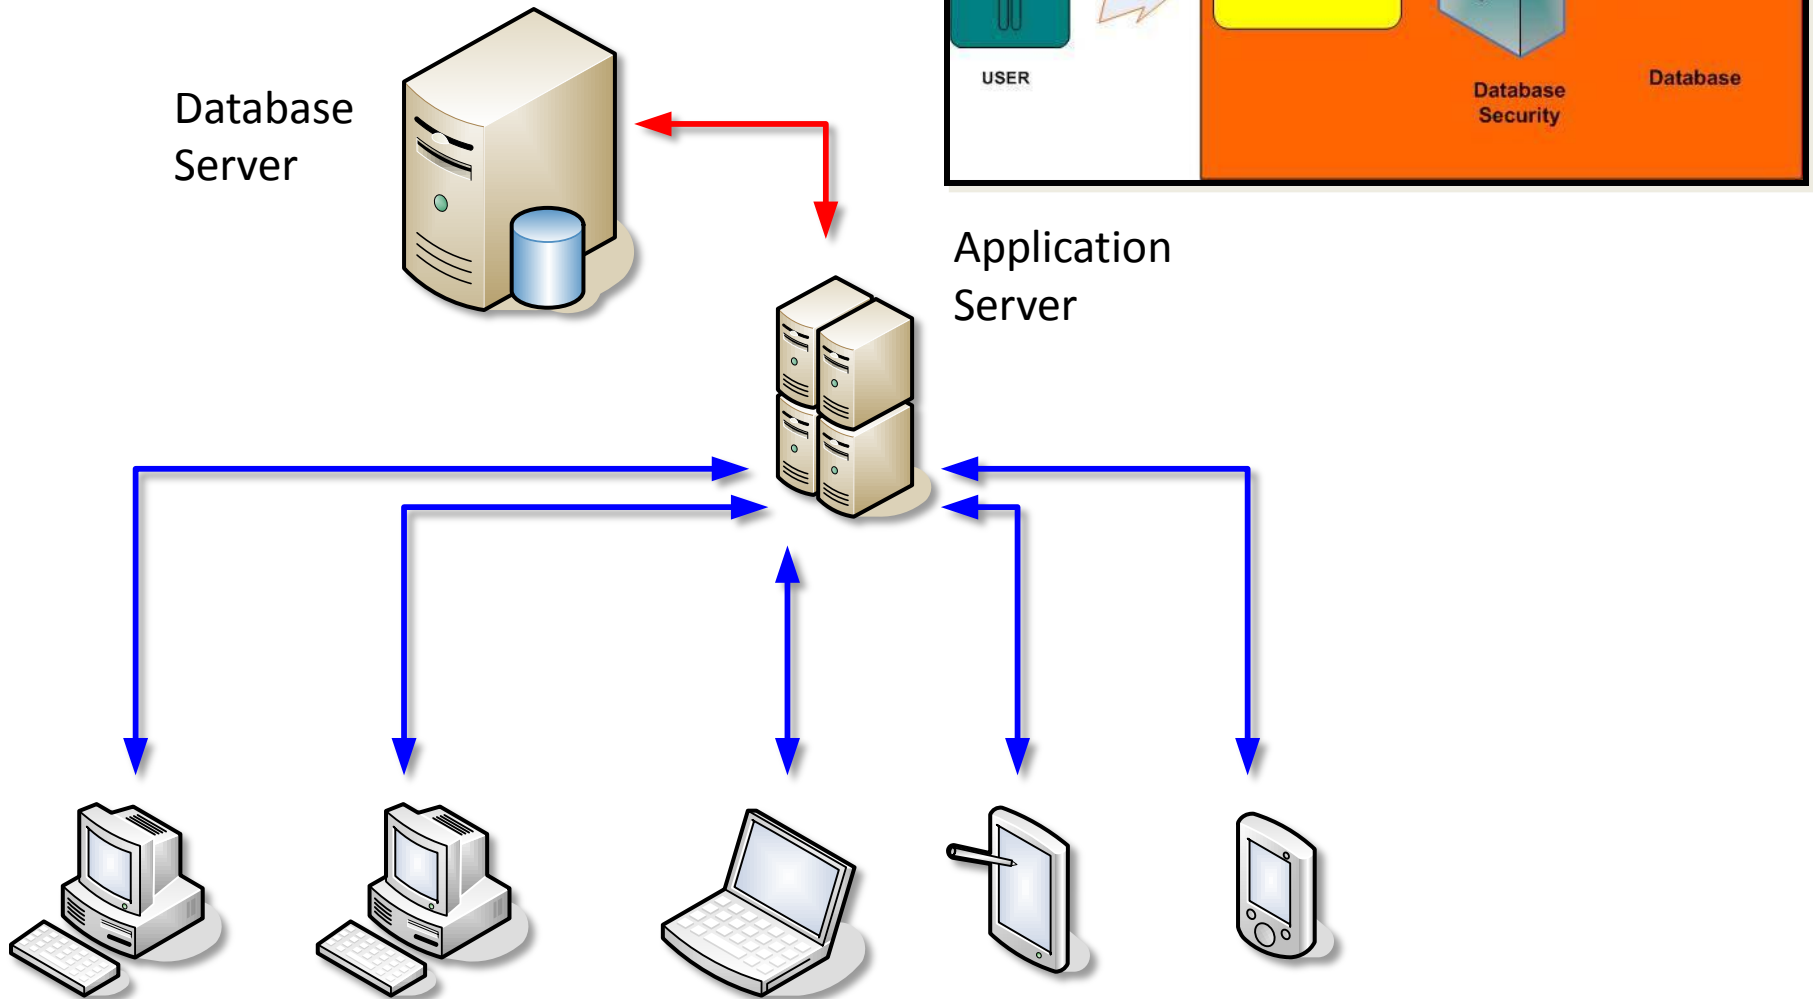 USER
Database
Security
Database
Database
Server
Application
Server